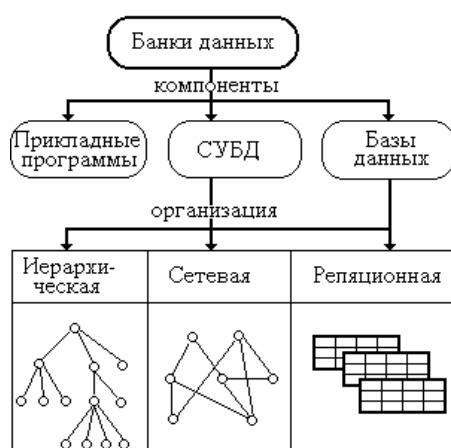 Банки данных
компоненты
Прикладные
программы
СУБД
Базы
данных
организация
Иерархи-
ческая
Сетевая
Реляционная